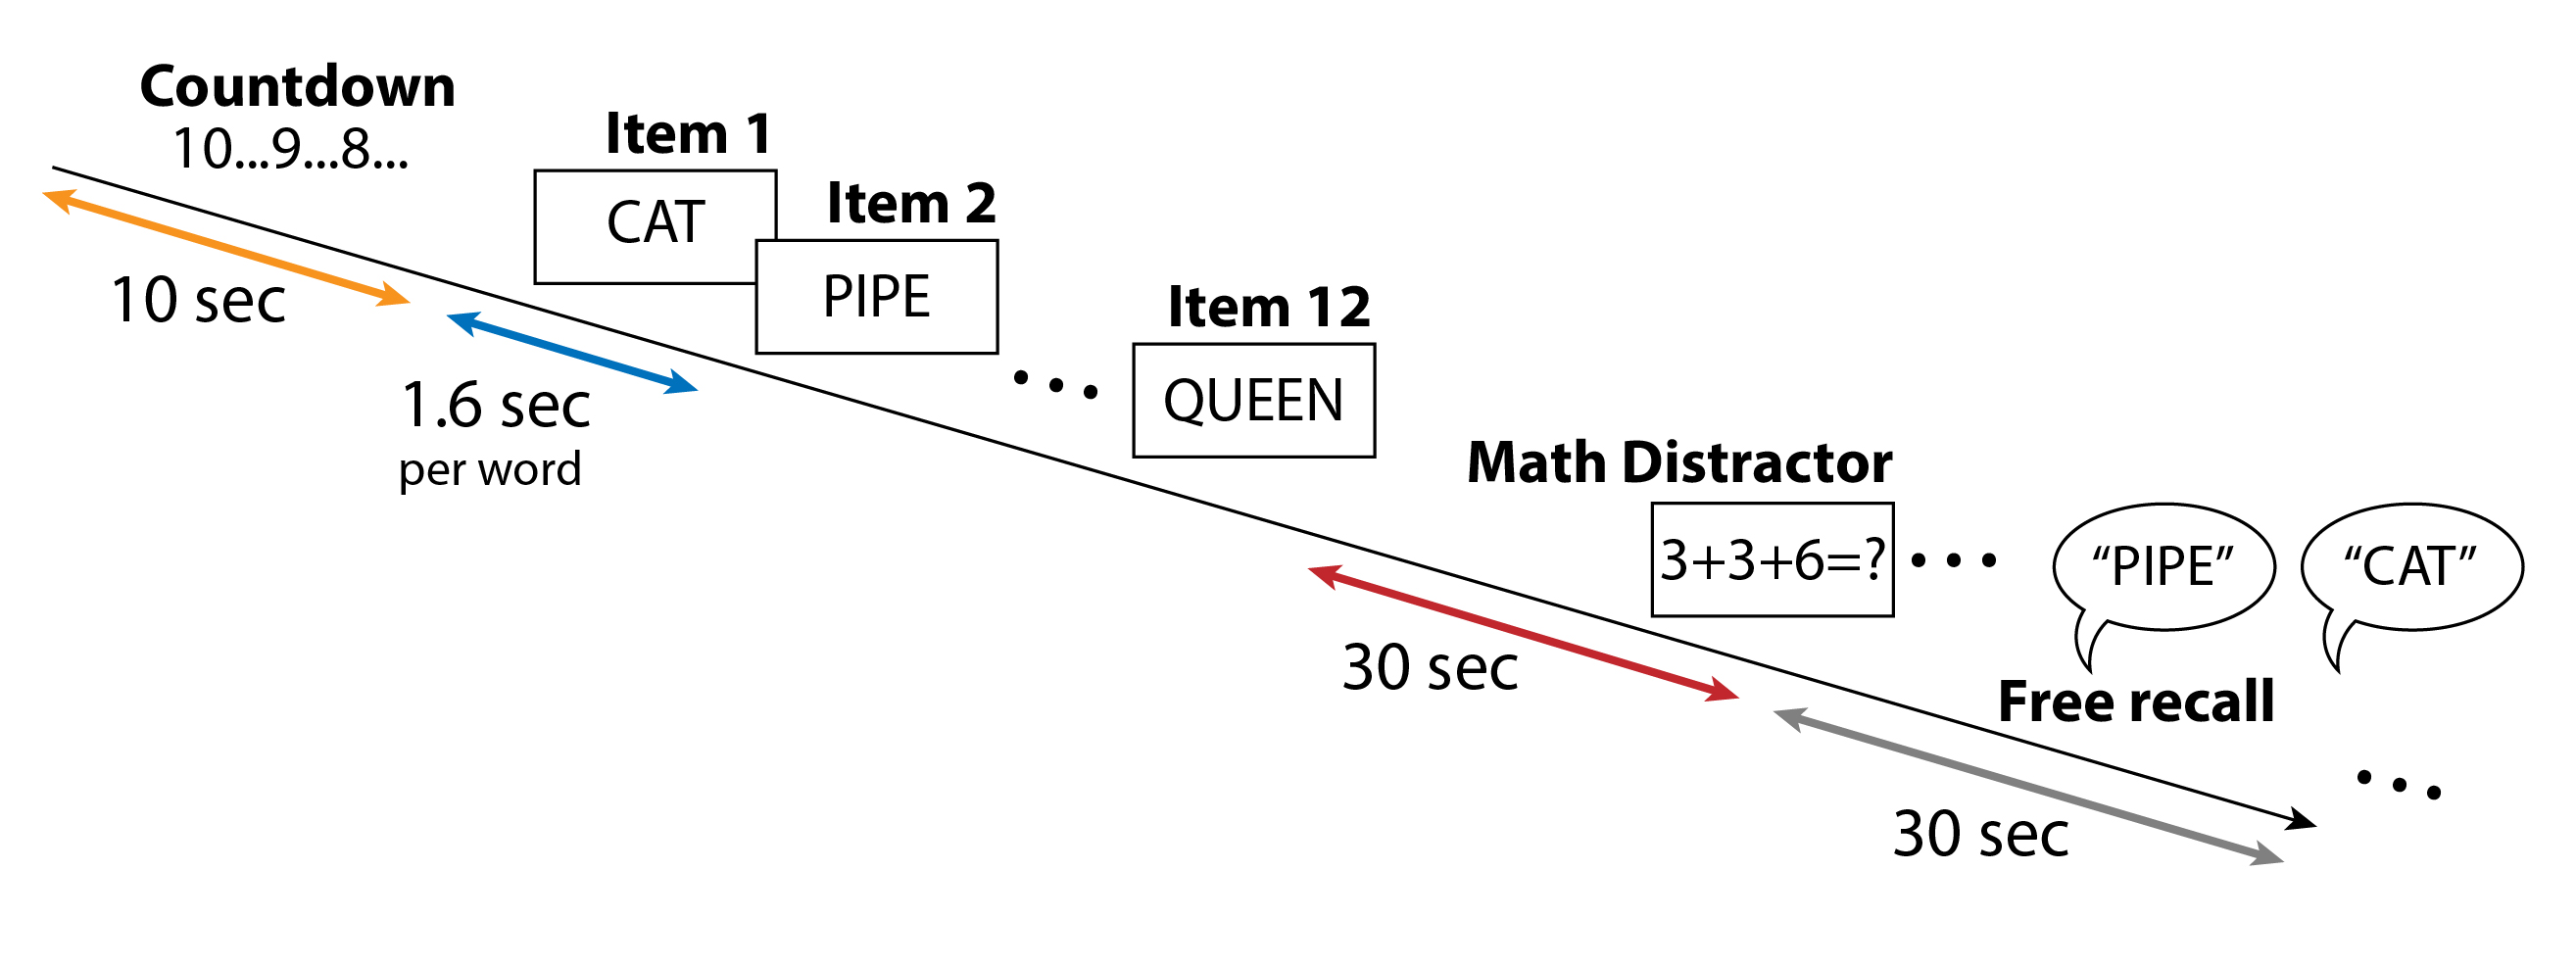 Countdown
10...9...8...
10 sec
1.6 sec
per word
Item 1
CAT
Item 2
PIPE
Item 12
QUEEN
Math Distractor
3+3+6=?
30 sec
“PIPE”
“CAT”
Free recall
30 sec